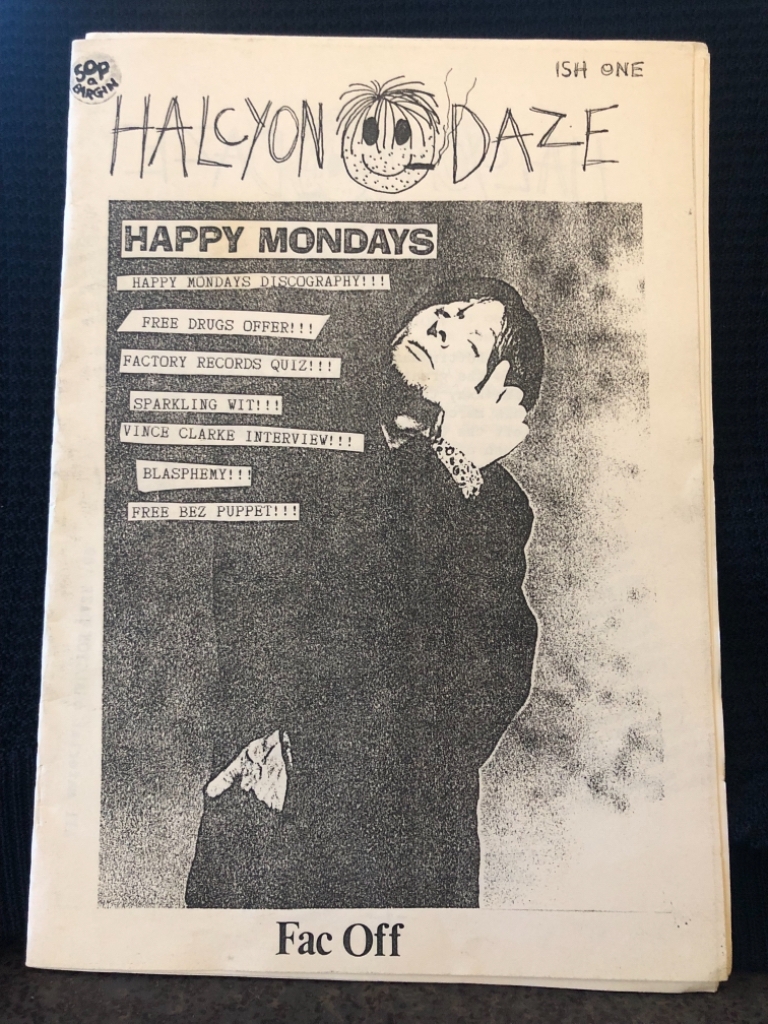 50p
a
BARGIN
ISH ONE
HALCYON DAZE
HAPPY MONDAYS
HAPPY MONDAYS DISCOGRAPHY!!!
FREE DRUGS OFFER!!!
FACTORY RECORDS QUIZ!!!
SPARKLING WIT!!!
VINCE CLARKE INTERVIEW!!!
BLASPHEMY!!!
FREE BEZ PUPPET!!!
Fac Off